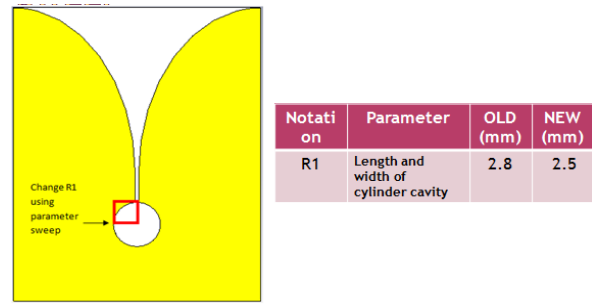 Notati
on
Parameter
OLD
(mm)
NEW
(mm)
R1
Length and
width of
cylinder cavity
2.8
2.5
Change R1
using
parameter
sweep